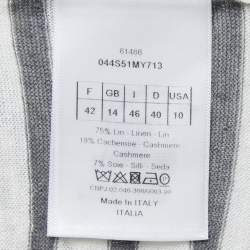 61486
044S51MY713
F GB I D USA
42 14 46 40 10
75% Lin - Linen - Lin
18% Cachemire - Cashmere
Cashmere
7% Soie - Silk - Seda
Made in ITALY
ITALIA